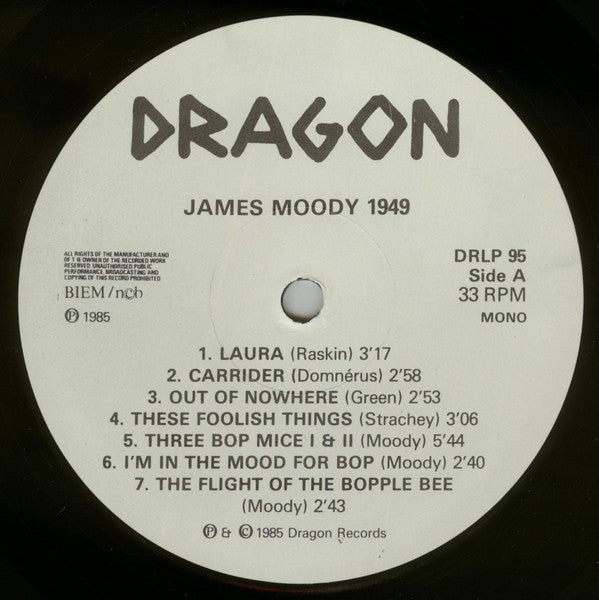 DRAGON
JAMES MOODY 1949
ALL RIGHTS OF THE MANUFACTURER AND
OF THE OWNER OF THE RECORDED WORK
RESERVED UNAUTHORISED PUBLIC
PERFORMANCE, BROADCASTING AND
COPYING OF THIS RECORD PROHIBITED
BIEM/ncb
Ⓟ 1985
DRLP 95
Side A
33 RPM
MONO
1. LAURA (Raskin) 3'17
2. CARRIDER (Domnérus) 2'58
3. OUT OF NOWHERE (Green) 2'53
4. THESE FOOLISH THINGS (Strachey) 3'06
5. THREE BOP MICE I & II (Moody) 5'44
6. I'M IN THE MOOD FOR BOP (Moody) 2'40
7. THE FLIGHT OF THE BOPPLE BEE
(Moody) 2'43
Ⓟ & © 1985 Dragon Records